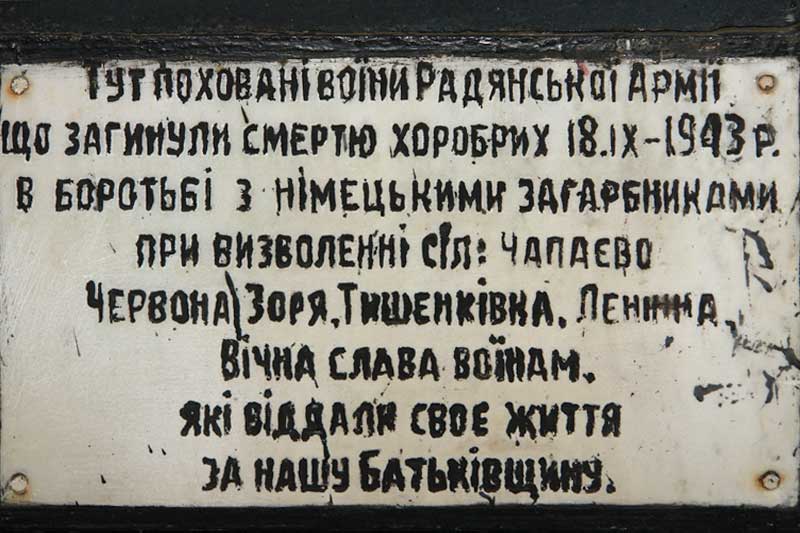 Тут поховані воїни Радянської Армії
що загинули смертю хоробрих 18.IX-1943 р.
в боротьбі з німецькими загарбниками
при визволенні сіл: Чапаєво
Червона Зоря, Тишенківка, Леніна,
Вічна слава воїнам.
які віддали своє життя
за нашу Батьківщину.